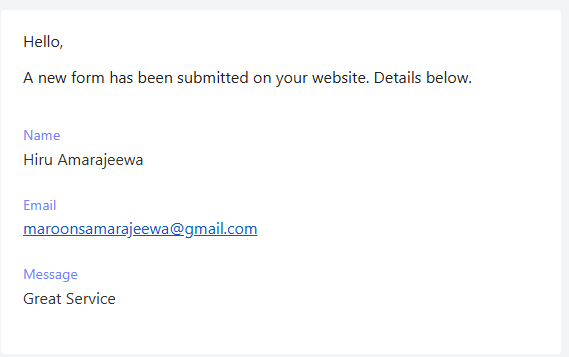 Hello,
A new form has been submitted on your website. Details below.
Name
Hiru Amarajeewa
Email
maroonsamarajeewa@gmail.com
Message
Great Service